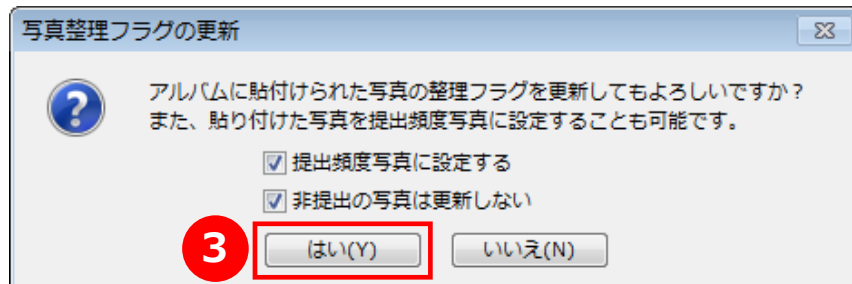 写真整理フラグの更新
アルバムに貼付けられた写真の整理フラグを更新してもよろしいですか？
また、貼り付けた写真を提出頻度写真に設定することも可能です。
提出頻度写真に設定する
非提出の写真は更新しない
3 はい(Y) いいえ(N)